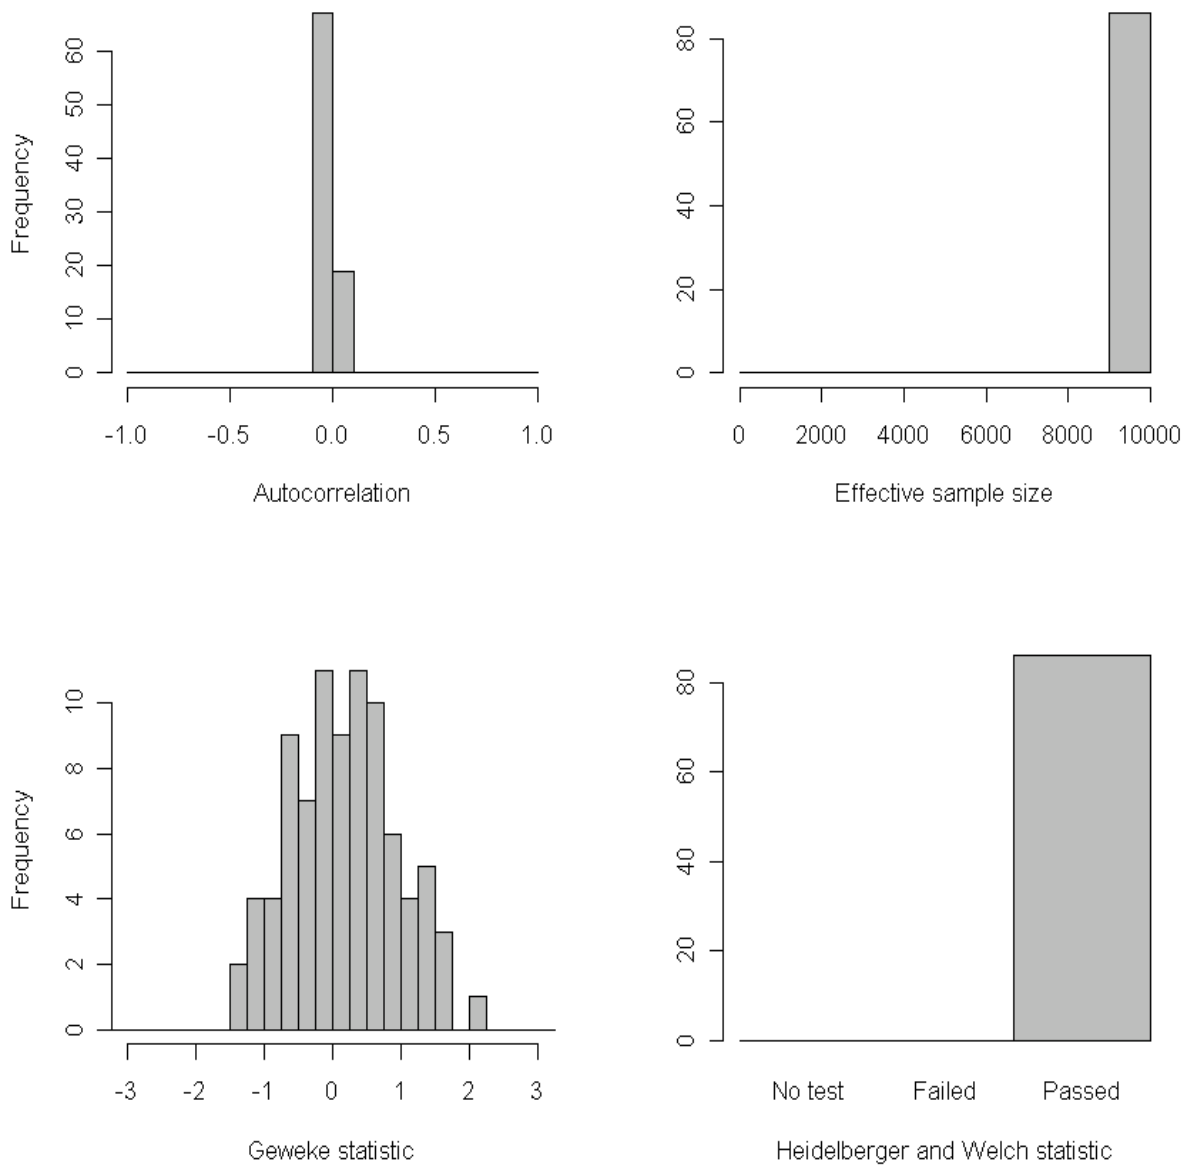 Frequency
60
50
40
30
20
10
0
-1.0 -0.5 0.0 0.5 1.0
Autocorrelation
80
60
40
20
0
0 2000 4000 6000 8000 10000
Effective sample size
Frequency
10
8
6
4
2
0
-3 -2 -1 0 1 2 3
Geweke statistic
80
60
40
20
0
No test Failed Passed
Heidelberger and Welch statistic